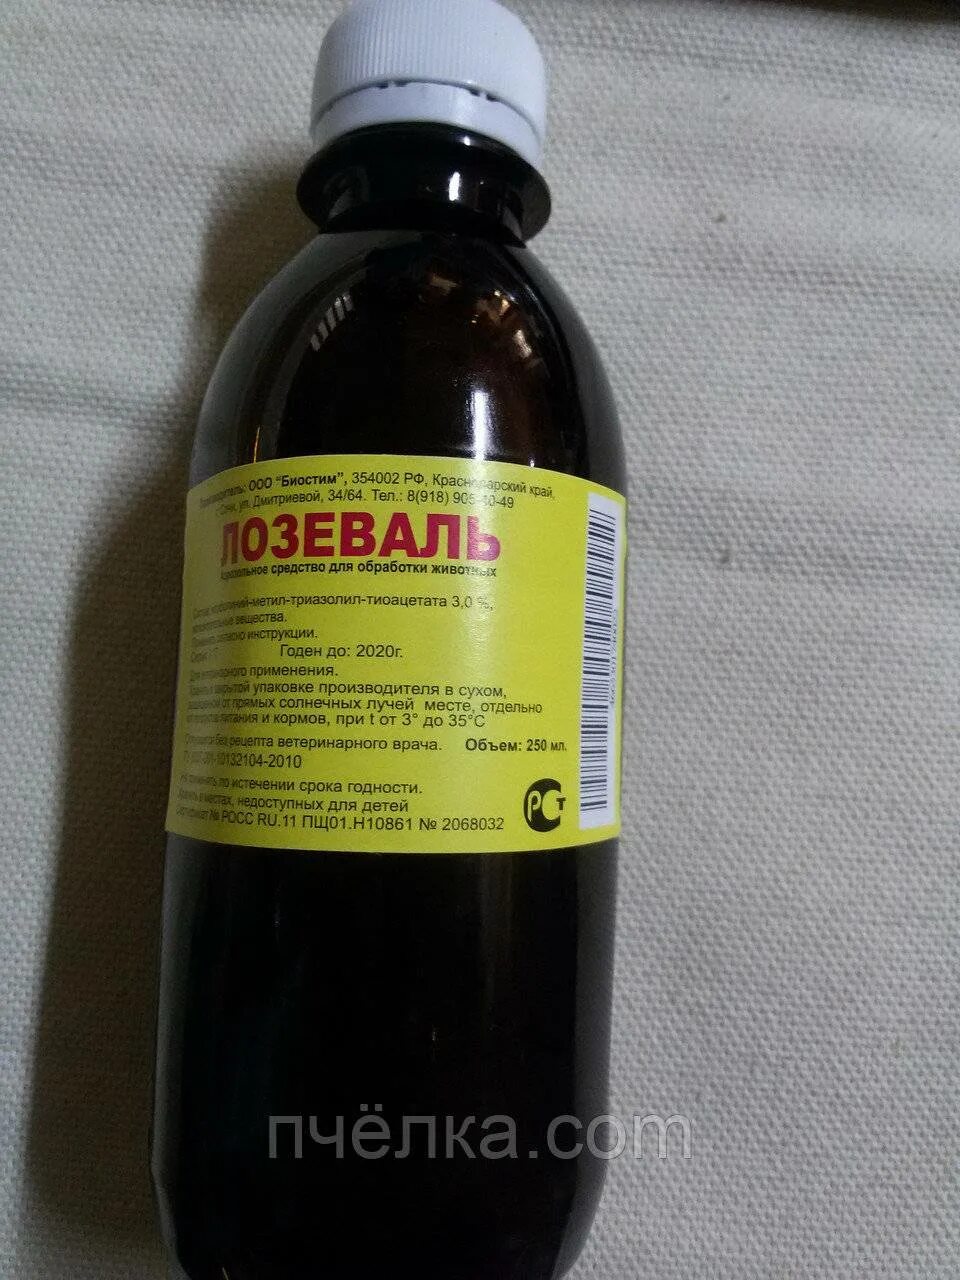 ООО "Биостим", 354002 РФ, Краснодарский край,
ул. Дмитриевой, 34/64. Тел.: 8(918) 905-40-49
ЛОЗЕВАЛЬ
средство для обработки животных
3,0 %,
вещества.
согласно инструкции.
Годен до: 2020г.
применения.
закрытой упаковке производителя в сухом,
от прямых солнечных лучей месте, отдельно
питания и кормов, при t от 3° до 35°C
без рецепта ветеринарного врача. Объем: 250 мл.
10132104-2010
по истечении срока годности.
в местах, недоступных для детей
№ РОСС RU.11 ПЩ01.Н10861 № 2068032
РСт
пчёлка.com